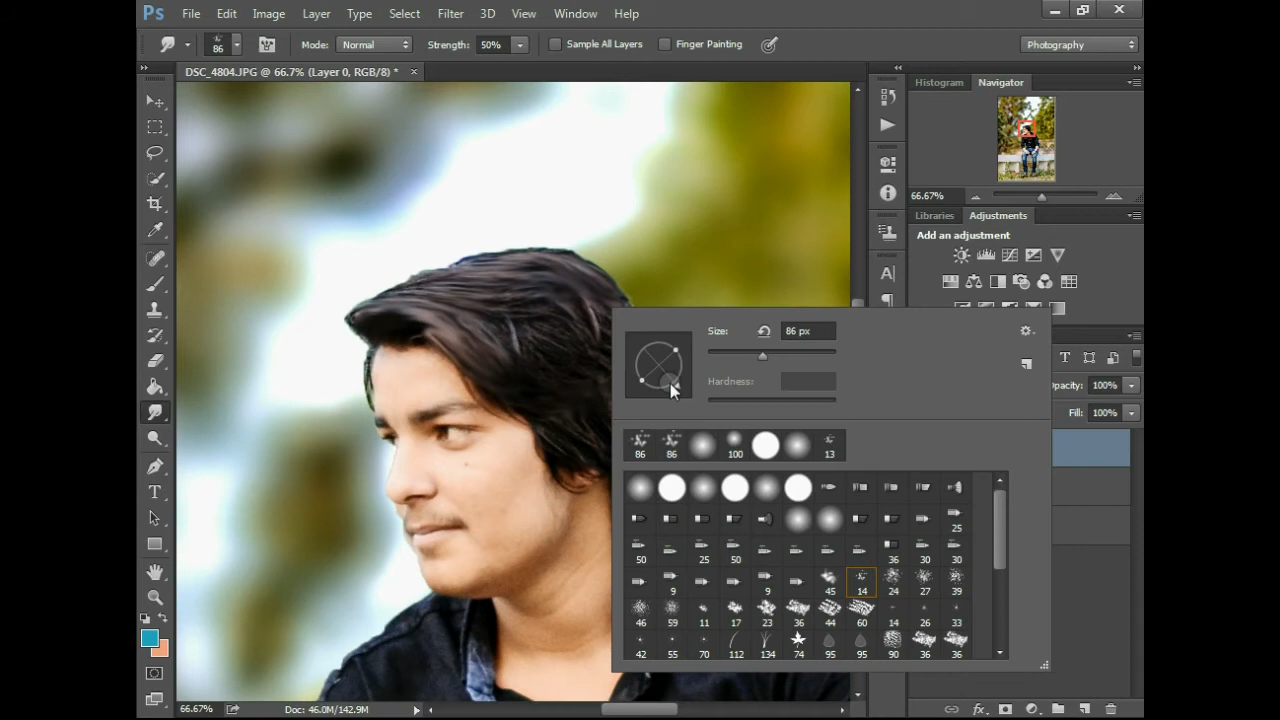 Ps File Edit Image Layer Type Select Filter 3D View Window Help
86 Mode: Normal Strength: 50% Sample All Layers Finger Painting Photography
DSC_4804.JPG @ 66.7% (Layer 0, RGB/8) * ×
Histogram Navigator
66.67%
Libraries Adjustments
Add an adjustment
Size: 86 px
Hardness:
Opacity: 100%
Fill: 100%
86 86 100 13
25
50 25 50 36 30 30
9 9 45 14 24 27 39
46 59 11 17 23 36 44 60 14 26 33
42 55 70 112 134 74 95 95 90 36 36
66.67% Doc: 46.0M/142.9M